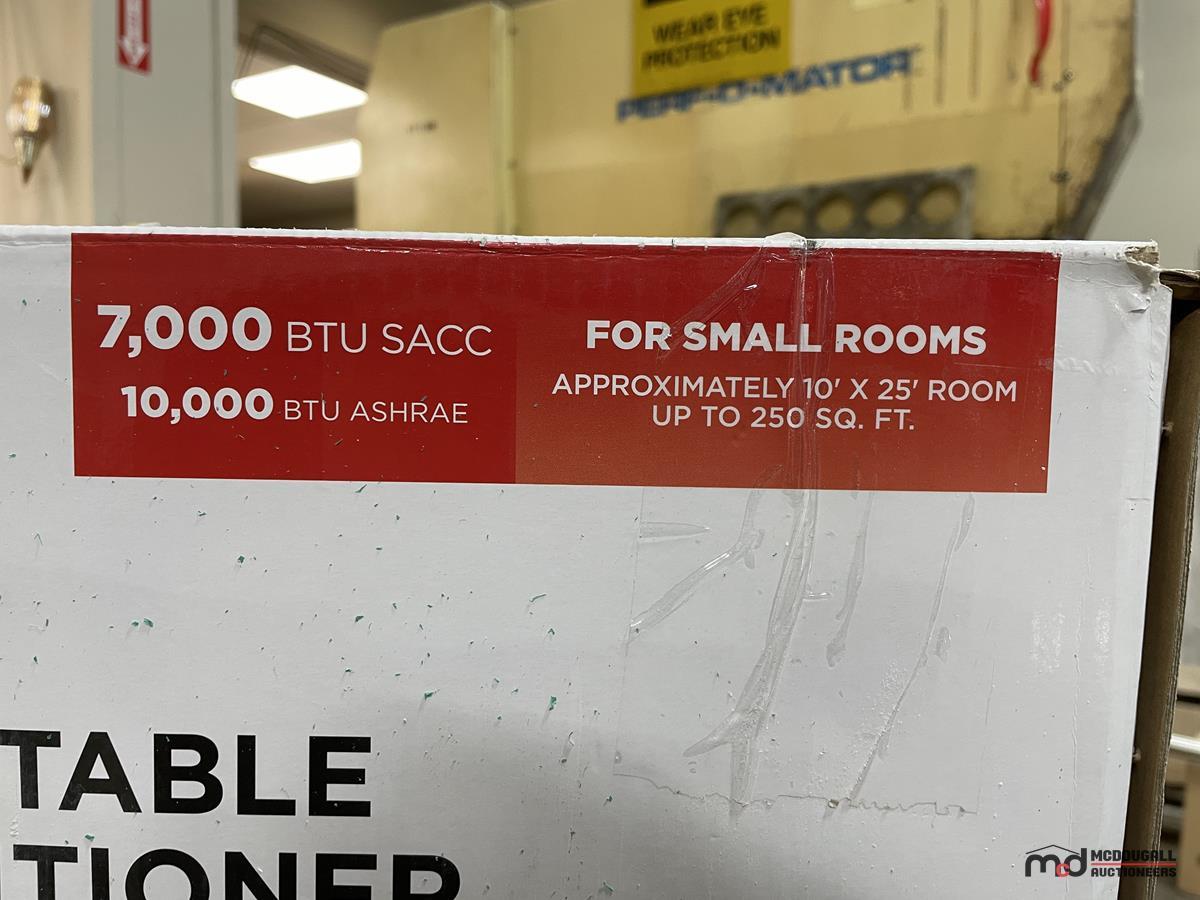 WEAR EYE
PROTECTION
PERF-O-MATOR
7,000 BTU SACC
10,000 BTU ASHRAE
FOR SMALL ROOMS
APPROXIMATELY 10' X 25' ROOM
UP TO 250 SQ. FT.
TABLE
TIONER
mcd MCDOUGALL
AUCTIONEERS